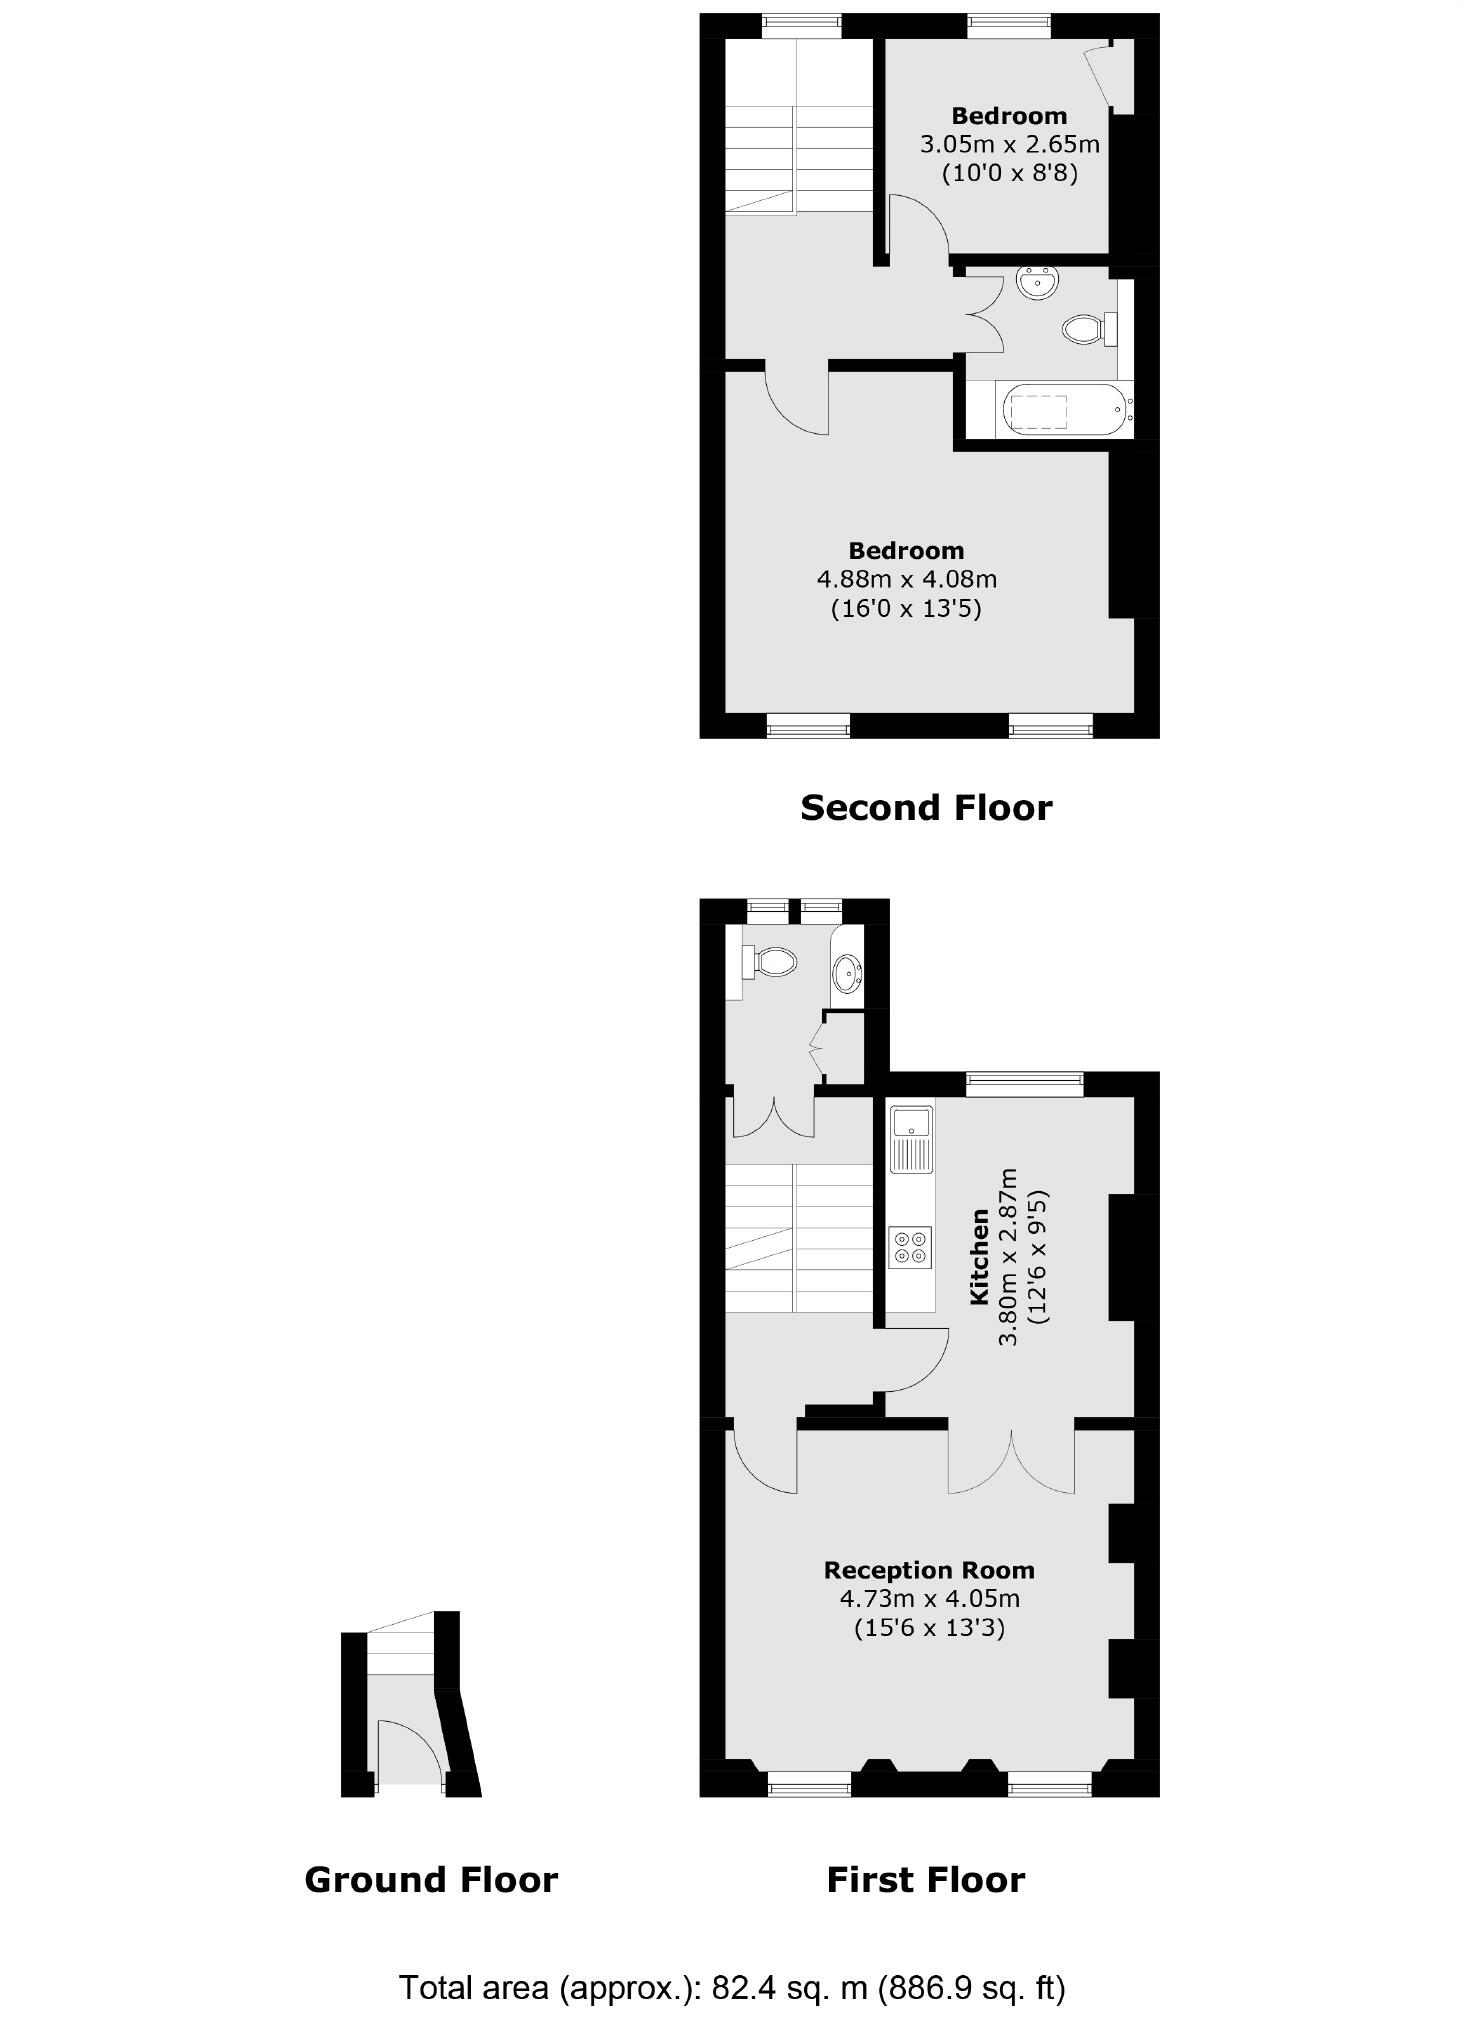 Bedroom
3.05m x 2.65m
(10'0 x 8'8)
Bedroom
4.88m x 4.08m
(16'0 x 13'5)
Second Floor
Kitchen
3.80m x 2.87m
(12'6 x 9'5)
Reception Room
4.73m x 4.05m
(15'6 x 13'3)
Ground Floor
First Floor
Total area (approx.): 82.4 sq. m (886.9 sq. ft)